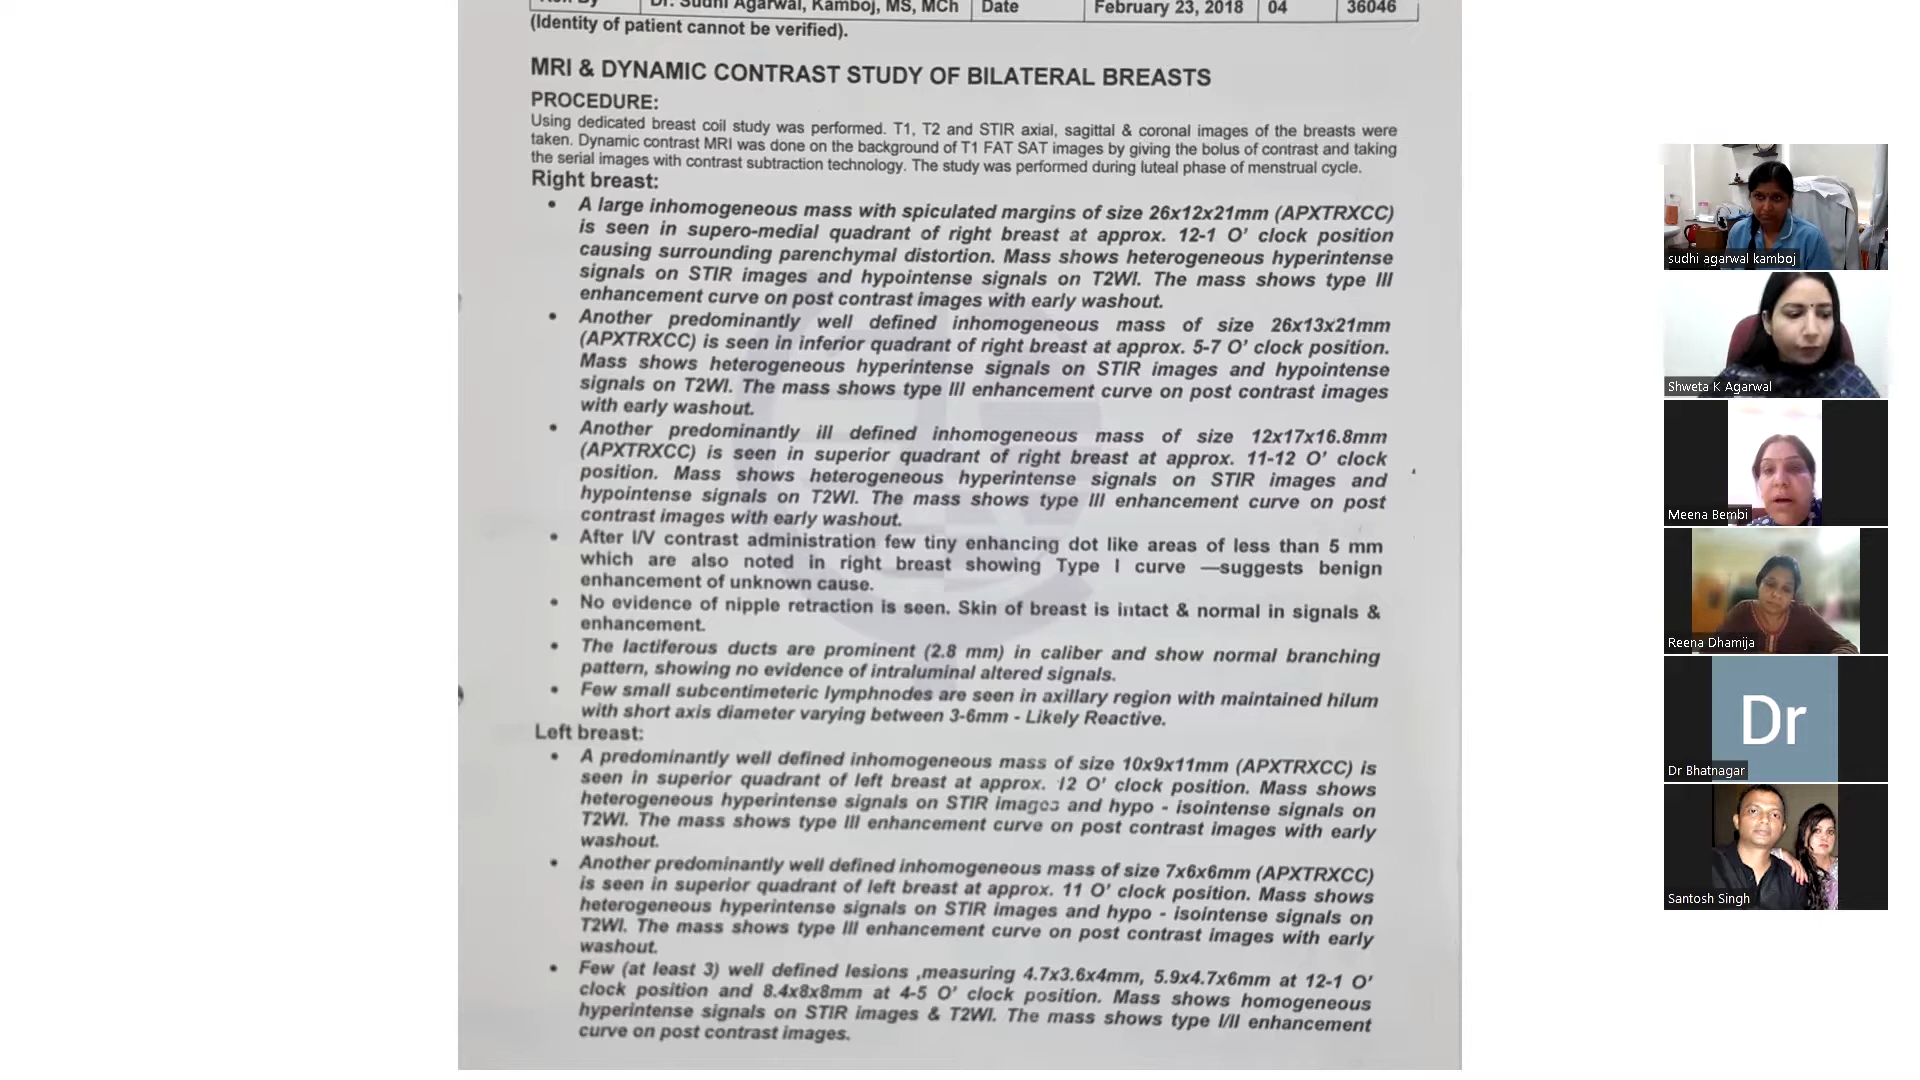 Dr. Sudhi Agarwal, Kamboj, MS, MCh Date February 23, 2018 04 36046
(Identity of patient cannot be verified).
MRI & DYNAMIC CONTRAST STUDY OF BILATERAL BREASTS
PROCEDURE:
Using dedicated breast coil study was performed. T1, T2 and STIR axial, sagittal & coronal images of the breasts were
taken. Dynamic contrast MRI was done on the background of T1 FAT SAT images by giving the bolus of contrast and taking
the serial images with contrast subtraction technology. The study was performed during luteal phase of menstrual cycle.
Right breast:
• A large inhomogeneous mass with spiculated margins of size 26x12x21mm (APXTRXCC)
is seen in supero-medial quadrant of right breast at approx. 12-1 O' clock position
causing surrounding parenchymal distortion. Mass shows heterogeneous hyperintense
signals on STIR images and hypointense signals on T2WI. The mass shows type III
enhancement curve on post contrast images with early washout.
• Another predominantly well defined inhomogeneous mass of size 26x13x21mm
(APXTRXCC) is seen in inferior quadrant of right breast at approx. 5-7 O' clock position.
Mass shows heterogeneous hyperintense signals on STIR images and hypointense
signals on T2WI. The mass shows type III enhancement curve on post contrast images
with early washout.
• Another predominantly ill defined inhomogeneous mass of size 12x17x16.8mm
(APXTRXCC) is seen in superior quadrant of right breast at approx. 11-12 O' clock
position. Mass shows heterogeneous hyperintense signals on STIR images and
hypointense signals on T2WI. The mass shows type III enhancement curve on post
contrast images with early washout.
• After I/V contrast administration few tiny enhancing dot like areas of less than 5 mm
which are also noted in right breast showing Type I curve —suggests benign
enhancement of unknown cause.
• No evidence of nipple retraction is seen. Skin of breast is intact & normal in signals &
enhancement.
• The lactiferous ducts are prominent (2.8 mm) in caliber and show normal branching
pattern, showing no evidence of intraluminal altered signals.
• Few small subcentimeteric lymphnodes are seen in axillary region with maintained hilum
with short axis diameter varying between 3-6mm - Likely Reactive.
Left breast:
• A predominantly well defined inhomogeneous mass of size 10x9x11mm (APXTRXCC) is
seen in superior quadrant of left breast at approx. 12 O' clock position. Mass shows
heterogeneous hyperintense signals on STIR images and hypo - isointense signals on
T2WI. The mass shows type III enhancement curve on post contrast images with early
washout.
• Another predominantly well defined inhomogeneous mass of size 7x6x6mm (APXTRXCC)
is seen in superior quadrant of left breast at approx. 11 O' clock position. Mass shows
heterogeneous hyperintense signals on STIR images and hypo - isointense signals on
T2WI. The mass shows type III enhancement curve on post contrast images with early
washout.
• Few (at least 3) well defined lesions ,measuring 4.7x3.6x4mm, 5.9x4.7x6mm at 12-1 O'
clock position and 8.4x8x8mm at 4-5 O' clock position. Mass shows homogeneous
hyperintense signals on STIR images & T2WI. The mass shows type I/II enhancement
curve on post contrast images.
sudhi agarwal kamboj
Shweta K Agarwal
Meena Bembi
Reena Dhamija
Dr
Dr Bhatnagar
Santosh Singh